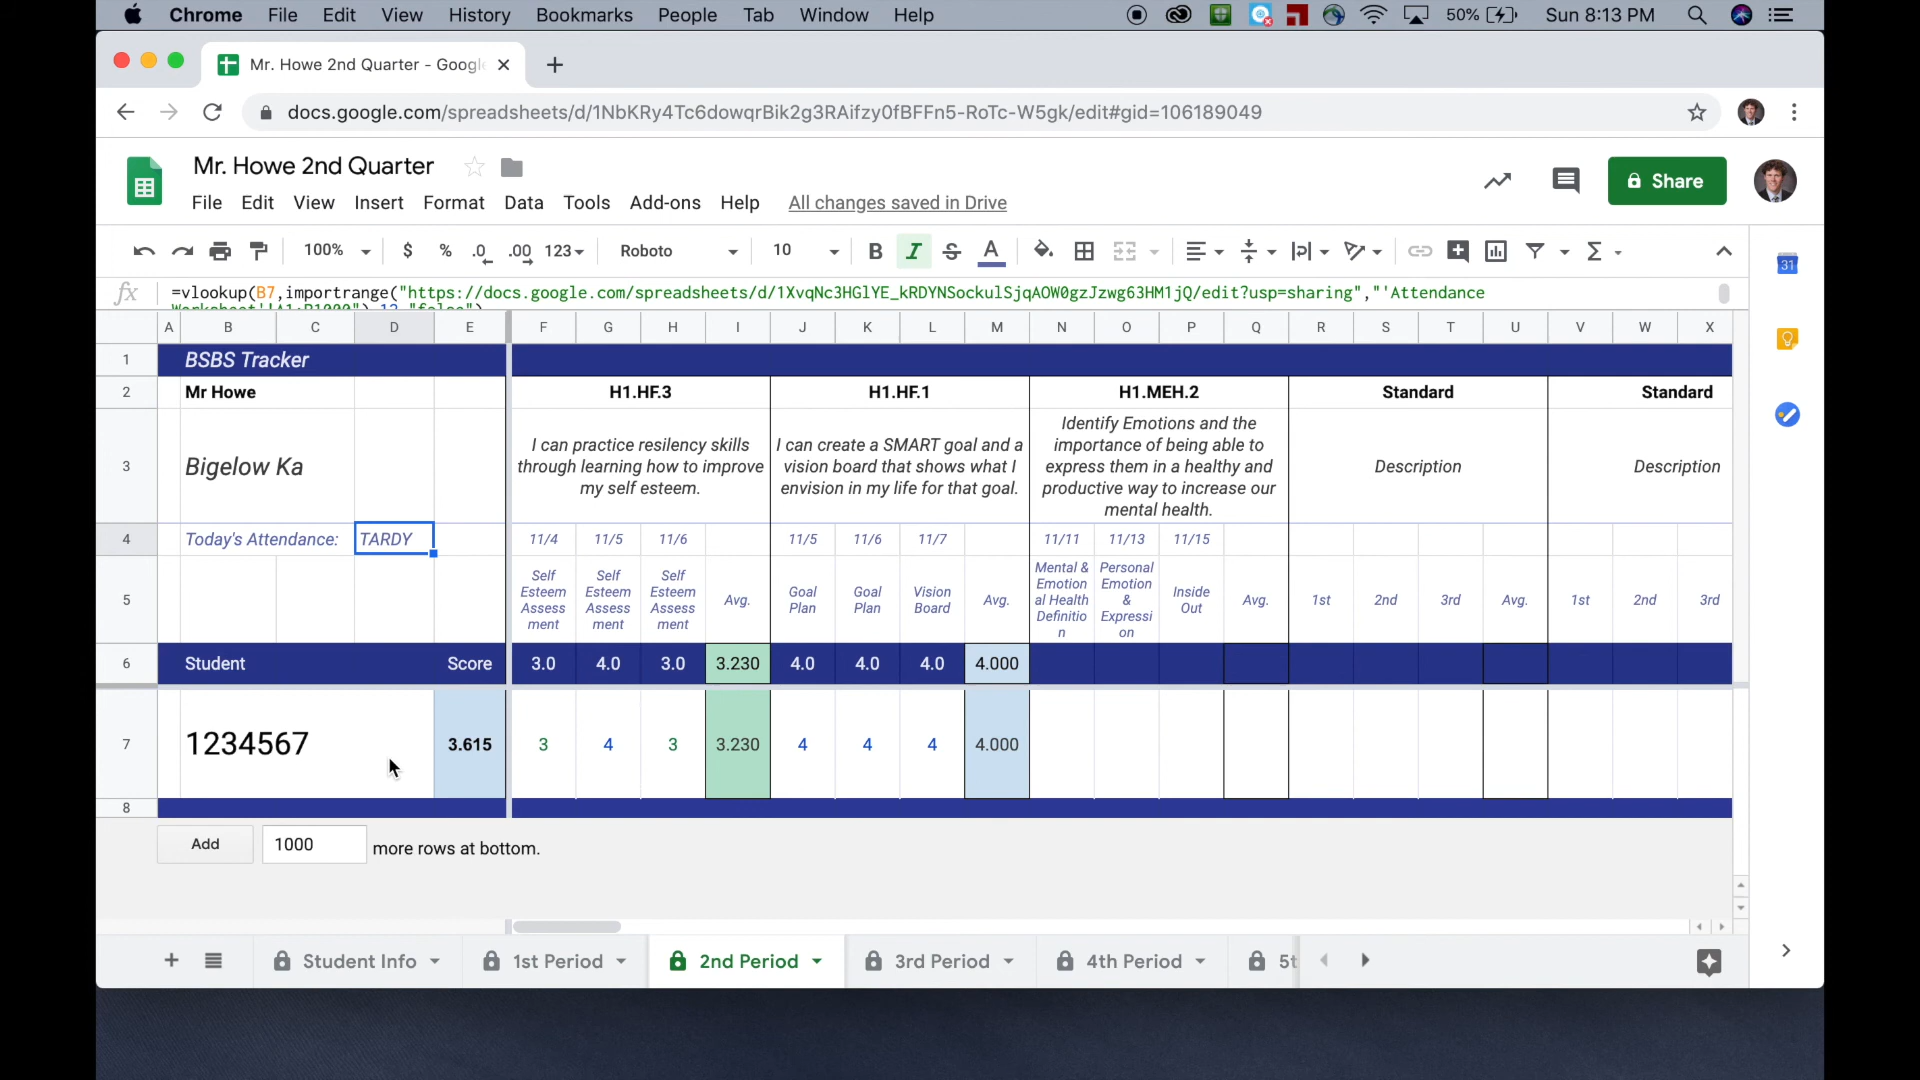 Chrome File Edit View History Bookmarks People Tab Window Help 50% Sun 8:13 PM
Mr. Howe 2nd Quarter - Googl
docs.google.com/spreadsheets/d/1NbKRy4Tc6dowqrBik2g3RAifzy0fBFFn5-RoTc-W5gk/edit#gid=106189049
Mr. Howe 2nd Quarter
File Edit View Insert Format Data Tools Add-ons Help All changes saved in Drive
Share
100% $ % .0 .00 123 Roboto 10 B I S A
fx =vlookup(B7,importrange("https://docs.google.com/spreadsheets/d/1XvqNc3HGlYE_kRDYNSockulSjqAOW0gzJzwg63HM1jQ/edit?usp=sharing","'Attendance
A B C D E F G H I J K L M N O P Q R S T U V W X
1 BSBS Tracker
2 Mr Howe H1.HF.3 H1.HF.1 H1.MEH.2 Standard Standard
3 Bigelow Ka
I can practice resilency skills
through learning how to improve
my self esteem.
I can create a SMART goal and a
vision board that shows what I
envision in my life for that goal.
Identify Emotions and the
importance of being able to
express them in a healthy and
productive way to increase our
mental health.
Description Description
4 Today's Attendance: TARDY 11/4 11/5 11/6 11/5 11/6 11/7 11/11 11/13 11/15
5
Self
Esteem
Assess
ment
Self
Esteem
Assess
ment
Self
Esteem
Assess
ment
Avg.
Goal
Plan
Goal
Plan
Vision
Board
Avg.
Mental &
Emotion
al Health
Definitio
n
Personal
Emotion
&
Expressi
on
Inside
Out
Avg.
1st 2nd 3rd Avg. 1st 2nd 3rd
6 Student Score 3.0 4.0 3.0 3.230 4.0 4.0 4.0 4.000
7 1234567 3.615 3 4 3 3.230 4 4 4 4.000
8
Add 1000 more rows at bottom.
Student Info 1st Period 2nd Period 3rd Period 4th Period 5t
31